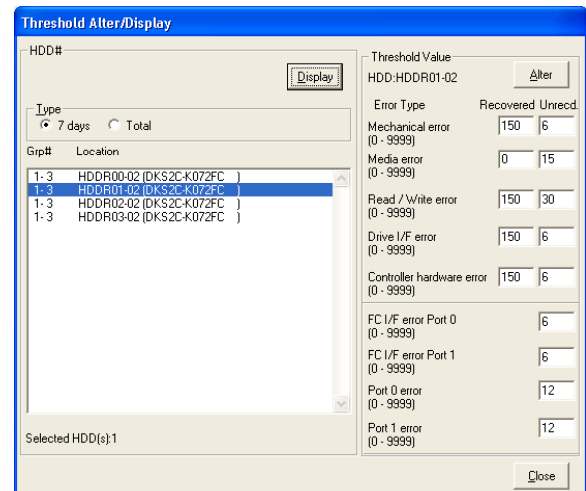 Threshold Alter/Display
HDD#
Display
Type
7 days Total
Grp# Location
1- 3 HDDR00-02 (DKS2C-K072FC )
1- 3 HDDR01-02 (DKS2C-K072FC )
1- 3 HDDR02-02 (DKS2C-K072FC )
1- 3 HDDR03-02 (DKS2C-K072FC )
Selected HDD(s):1
Threshold Value
HDD:HDDR01-02 Alter
Error Type Recovered Unrecd.
Mechanical error 150 6
(0 - 9999)
Media error 0 15
(0 - 9999)
Read / Write error 150 30
(0 - 9999)
Drive I/F error 150 6
(0 - 9999)
Controller hardware error 150 6
(0 - 9999)
FC I/F error Port 0 6
(0 - 9999)
FC I/F error Port 1 6
(0 - 9999)
Port 0 error 12
(0 - 9999)
Port 1 error 12
(0 - 9999)
Close